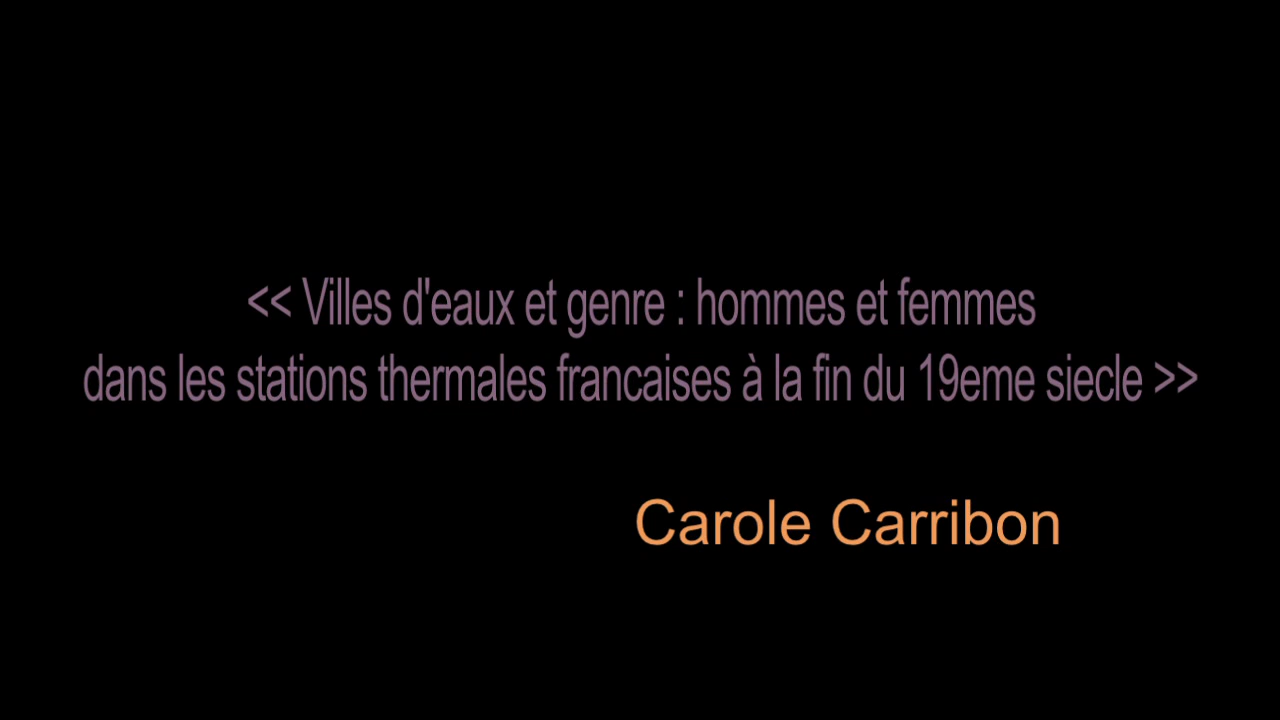 << Villes d'eaux et genre : hommes et femmes
dans les stations thermales francaises à la fin du 19eme siecle >>
Carole Carribon